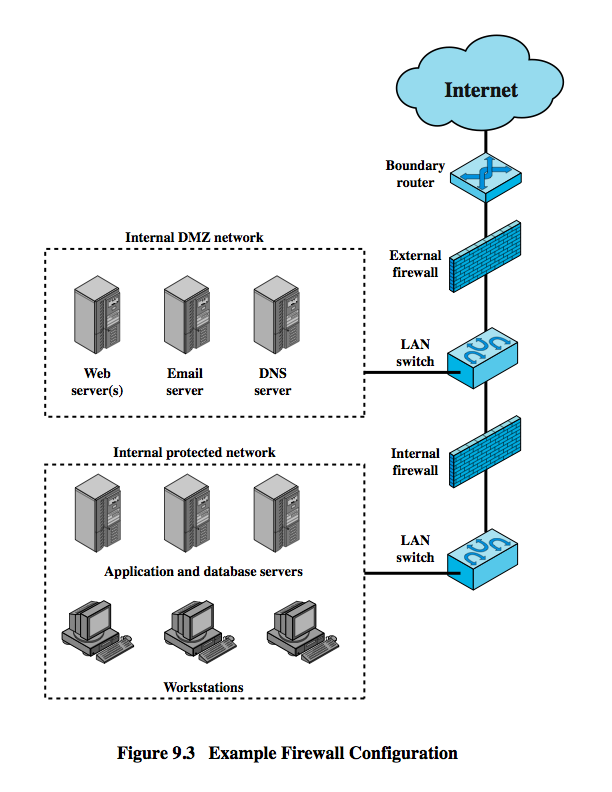 Internet
Boundary
router
Internal DMZ network
External
firewall
Web
server(s)
Email
server
DNS
server
LAN
switch
Internal protected network
Internal
firewall
Application and database servers
LAN
switch
Workstations
Figure 9.3 Example Firewall Configuration